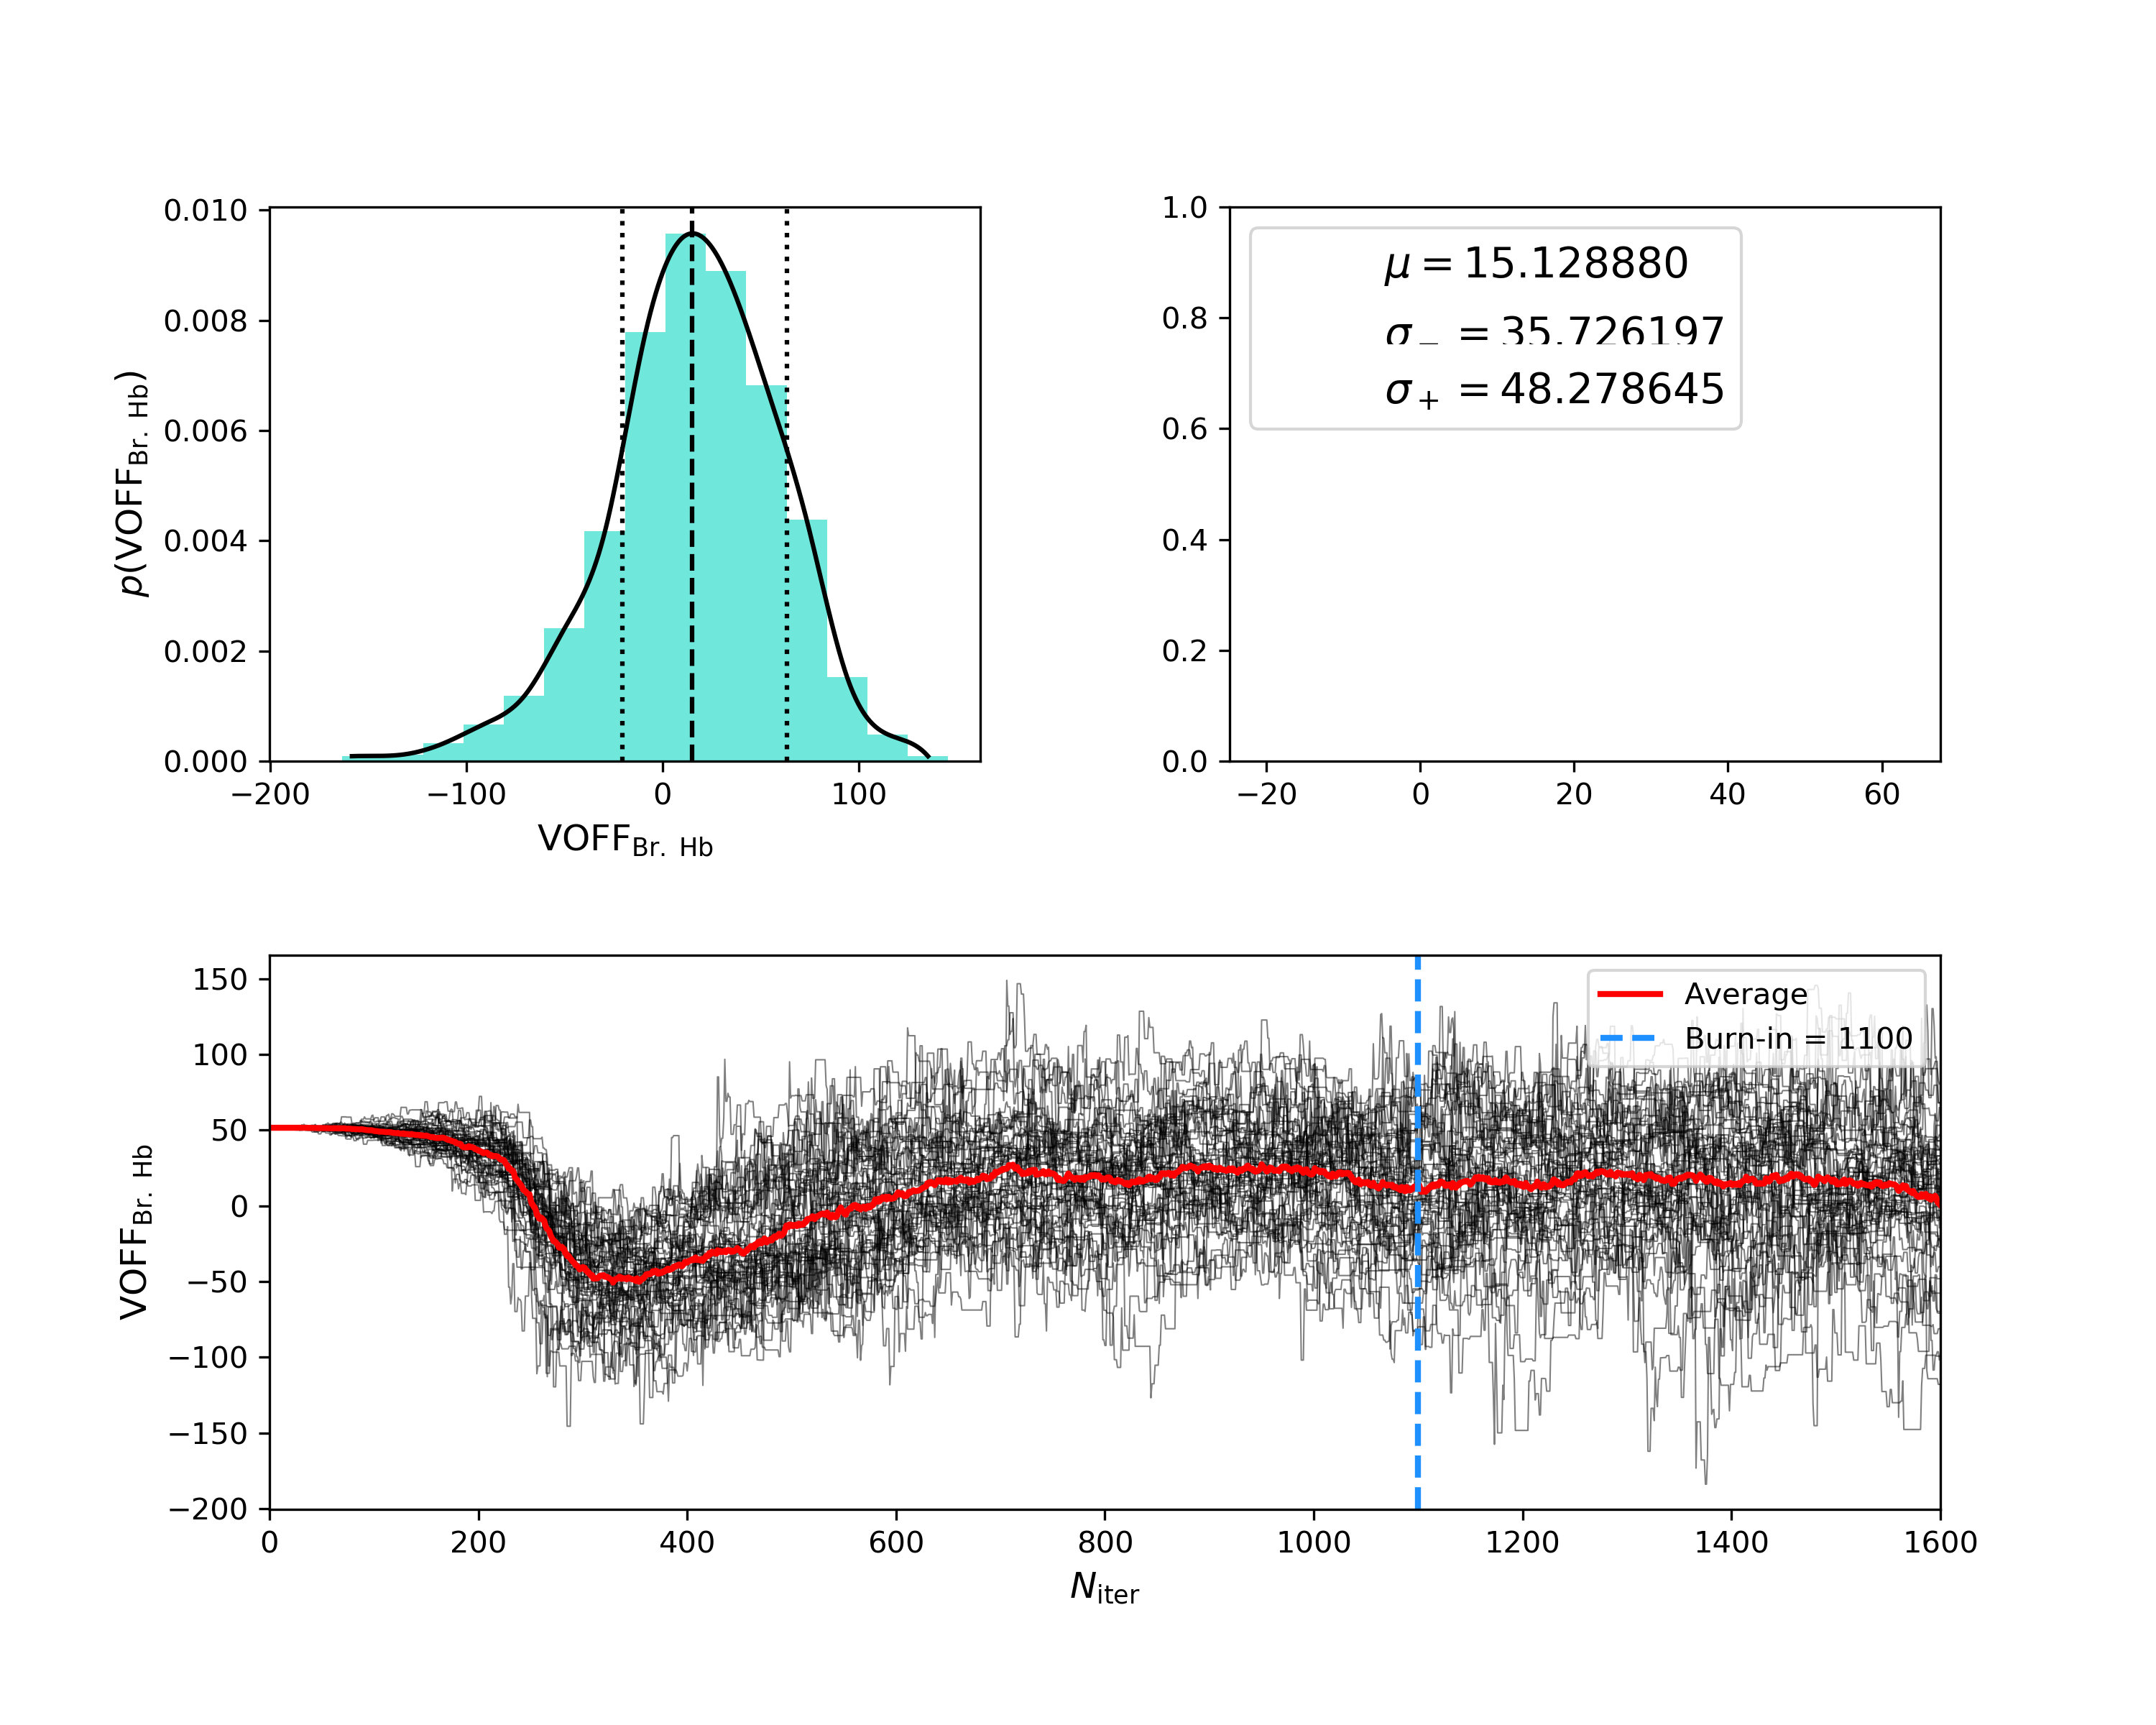 0.010
0.008
0.006
0.004
0.002
0.000
p(VOFF_Br. Hb)
−200 −100 0 100
VOFF_Br. Hb
1.0
0.8
0.6
0.4
0.2
0.0
μ = 15.128880
σ− = 35.726197
σ+ = 48.278645
−20 0 20 40 60
150
100
50
0
−50
−100
−150
−200
VOFF_Br. Hb
Average
Burn-in = 1100
0 200 400 600 800 1000 1200 1400 1600
N_iter